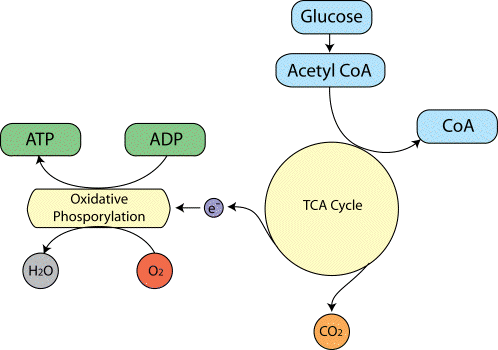 Glucose
Acetyl CoA
CoA
ATP
ADP
Oxidative
Phosporylation
e-
TCA Cycle
H2O
O2
CO2